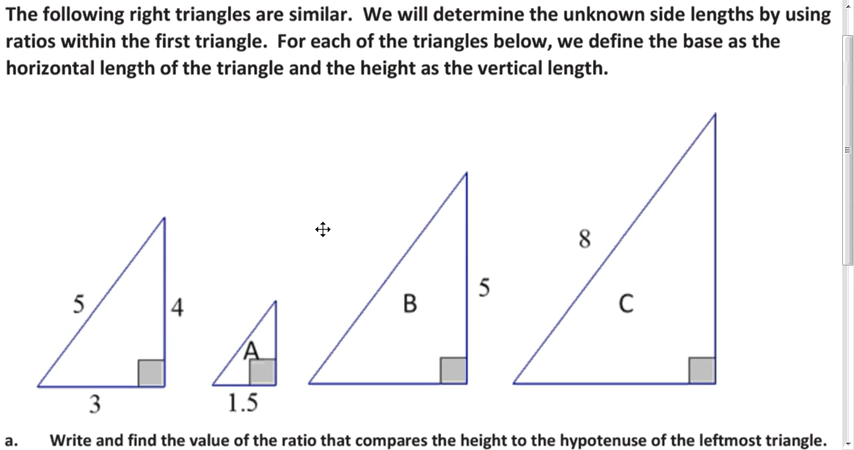 The following right triangles are similar.  We will determine the unknown side lengths by using
ratios within the first triangle.  For each of the triangles below, we define the base as the
horizontal length of the triangle and the height as the vertical length.
8
5
4
A
B
5
C
3
1.5
a. Write and find the value of the ratio that compares the height to the hypotenuse of the leftmost triangle.